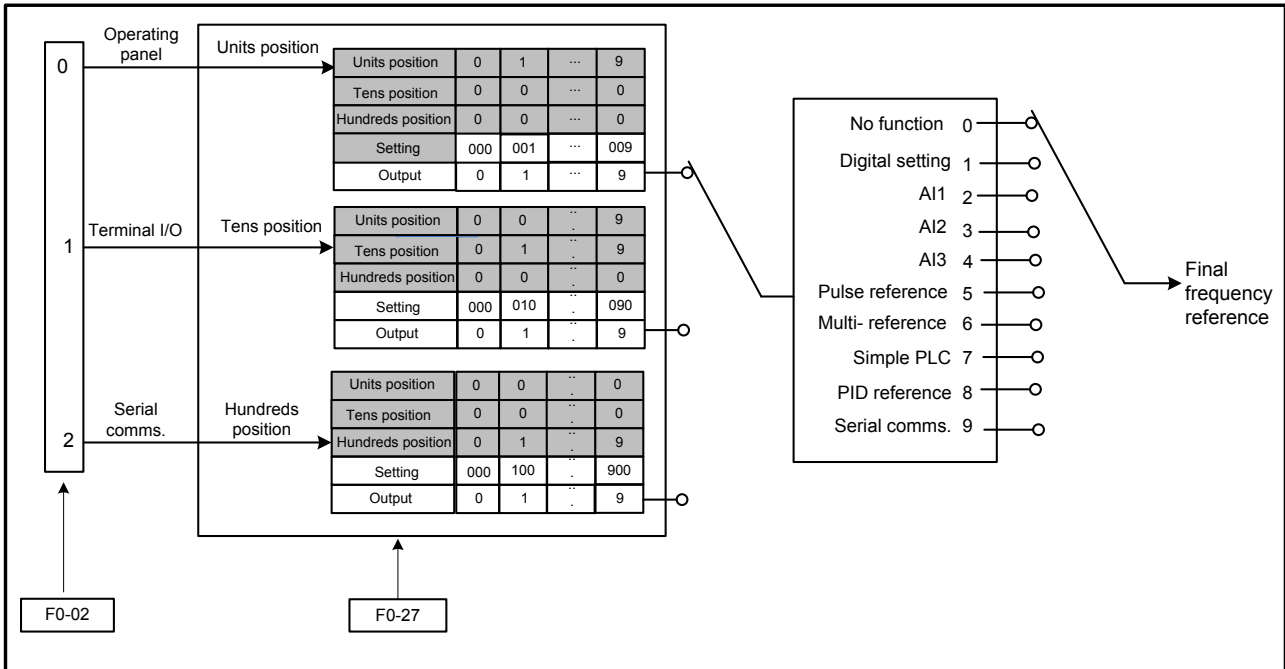 Operating
panel
0
Units position
Units position 0 1 ... 9
Tens position 0 0 ... 0
Hundreds position 0 0 ... 0
Setting 000 001 ... 009
Output 0 1 ... 9
Terminal I/O
1
Tens position
Units position 0 0 ... 9
Tens position 0 1 ... 9
Hundreds position 0 0 ... 0
Setting 000 010 ... 090
Output 0 1 ... 9
Serial
comms.
2
Hundreds
position
Units position 0 0 ... 0
Tens position 0 0 ... 0
Hundreds position 0 1 ... 9
Setting 000 100 ... 900
Output 0 1 ... 9
No function 0
Digital setting 1
AI1 2
AI2 3
AI3 4
Pulse reference 5
Multi- reference 6
Simple PLC 7
PID reference 8
Serial comms. 9
Final
frequency
reference
F0-02
F0-27